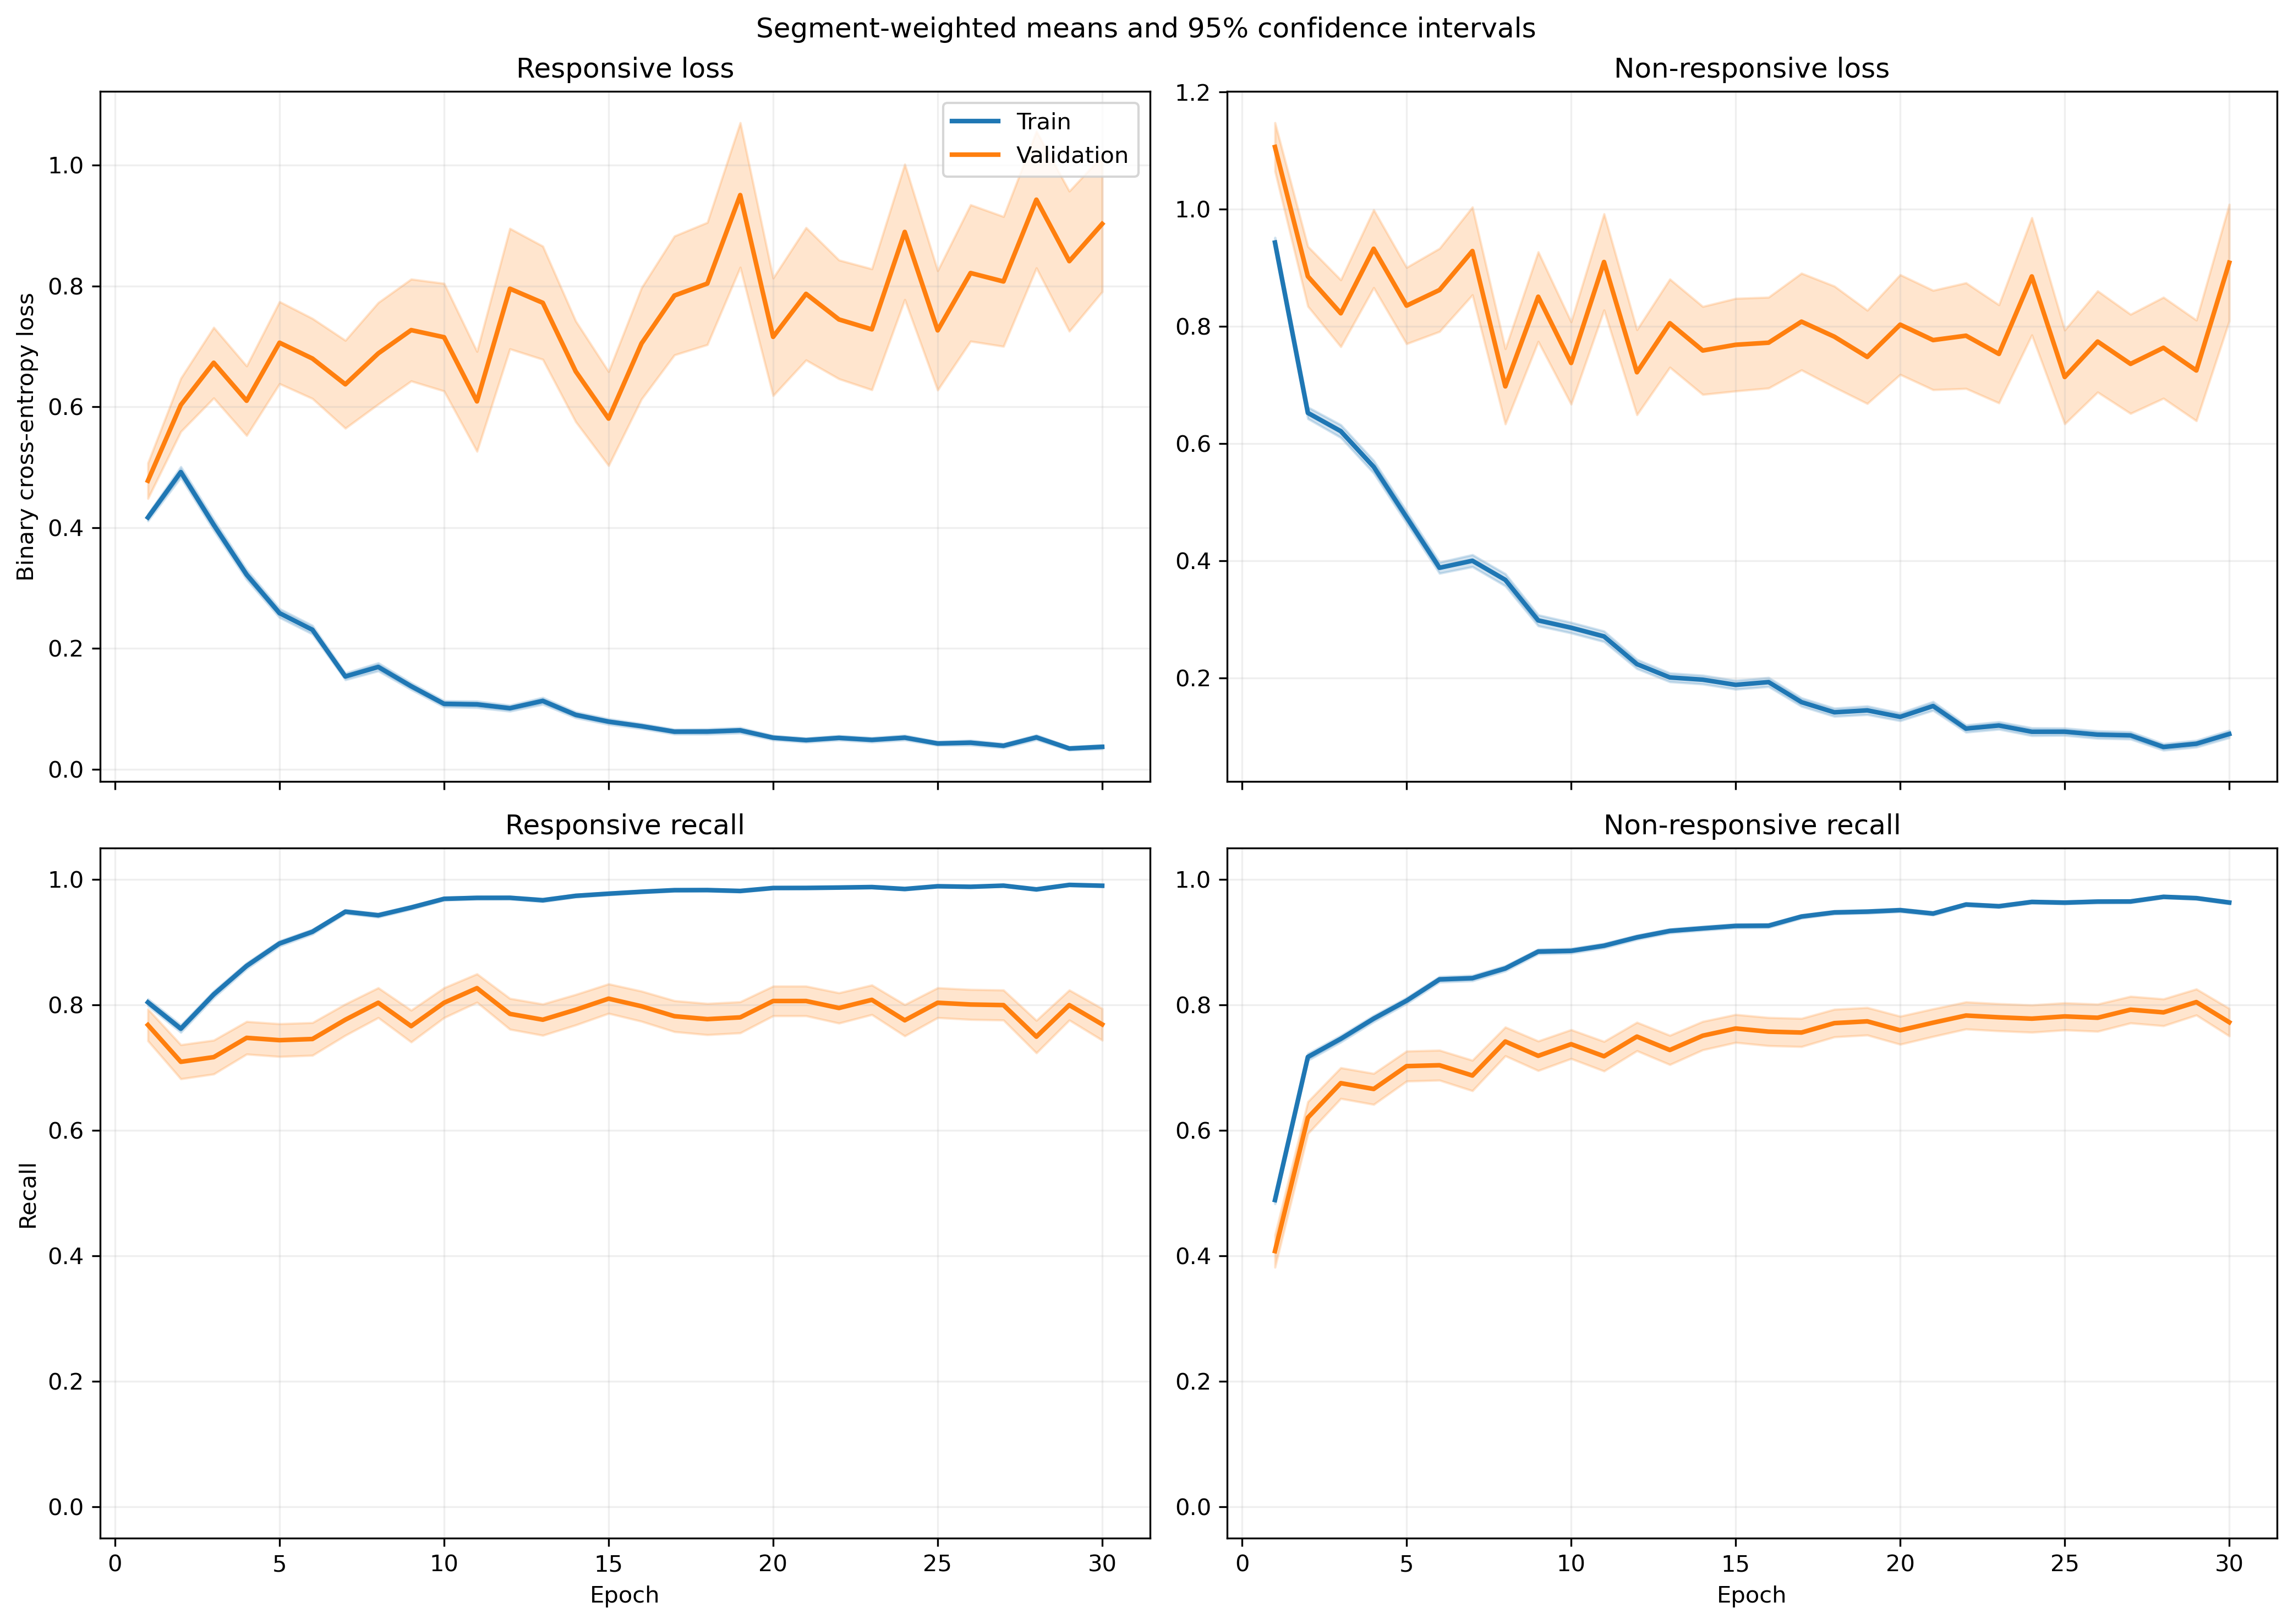 Segment-weighted means and 95% confidence intervals
Responsive loss
Non-responsive loss
Train
Validation
Binary cross-entropy loss
1.0
0.8
0.6
0.4
0.2
0.0
1.2
1.0
0.8
0.6
0.4
0.2
Responsive recall
Non-responsive recall
Recall
1.0
0.8
0.6
0.4
0.2
0.0
1.0
0.8
0.6
0.4
0.2
0.0
0 5 10 15 20 25 30
0 5 10 15 20 25 30
Epoch
Epoch